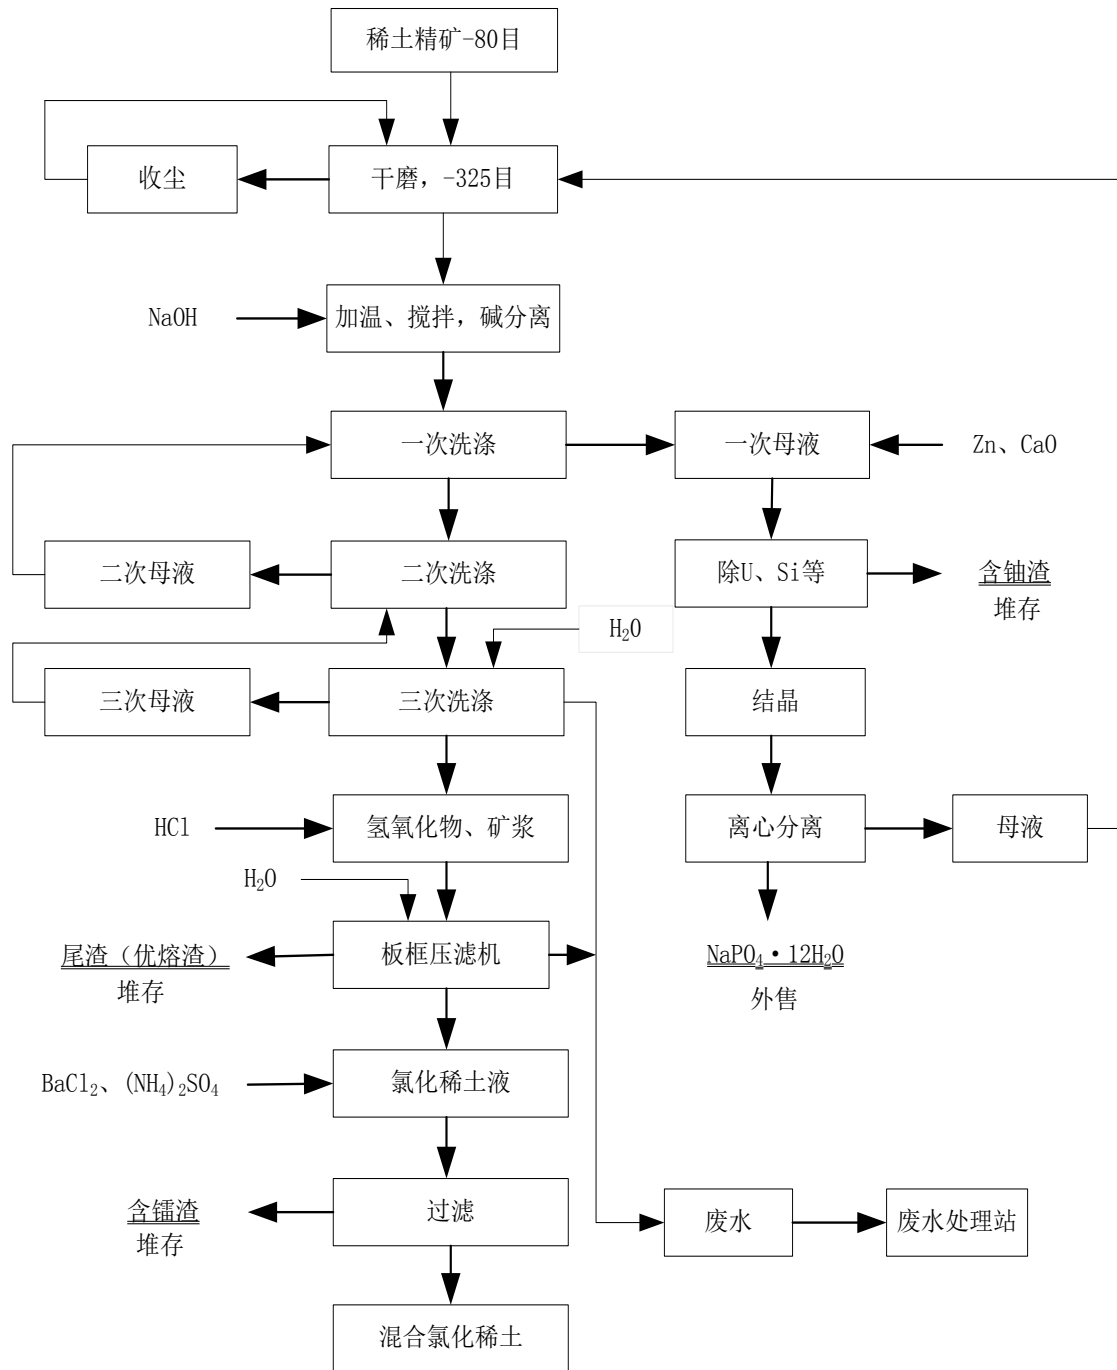 稀土精矿-80目
收尘
干磨，-325目
NaOH
加温、搅拌，碱分离
一次洗涤
一次母液
Zn、CaO
二次母液
二次洗涤
除U、Si等
含铀渣
堆存
H₂O
三次母液
三次洗涤
结晶
HCl
氢氧化物、矿浆
离心分离
母液
H₂O
尾渣（优熔渣）
堆存
板框压滤机
NaPO₄·12H₂O
外售
BaCl₂、(NH₄)₂SO₄
氯化稀土液
含镭渣
堆存
过滤
废水
废水处理站
混合氯化稀土